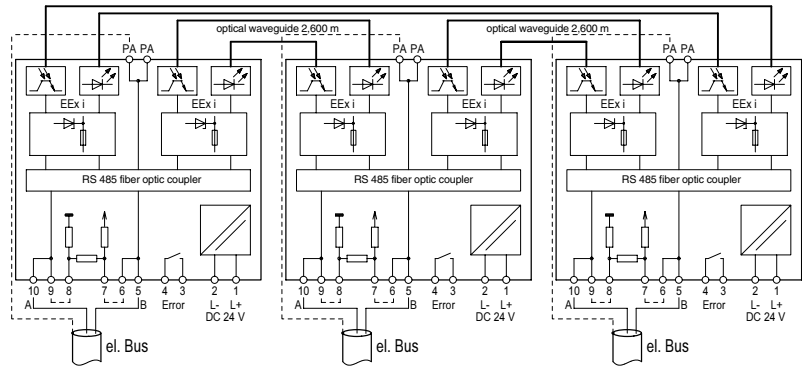 optical waveguide 2,600 m optical waveguide 2,600 m
PA PA PA PA PA PA
EEx i EEx i EEx i EEx i EEx i EEx i
RS 485 fiber optic coupler RS 485 fiber optic coupler RS 485 fiber optic coupler
10 9 8 7 6 5 4 3 2 1 10 9 8 7 6 5 4 3 2 1 10 9 8 7 6 5 4 3 2 1
A B Error L- L+ A B Error L- L+ A B Error L- L+
DC 24 V DC 24 V DC 24 V
el. Bus el. Bus el. Bus